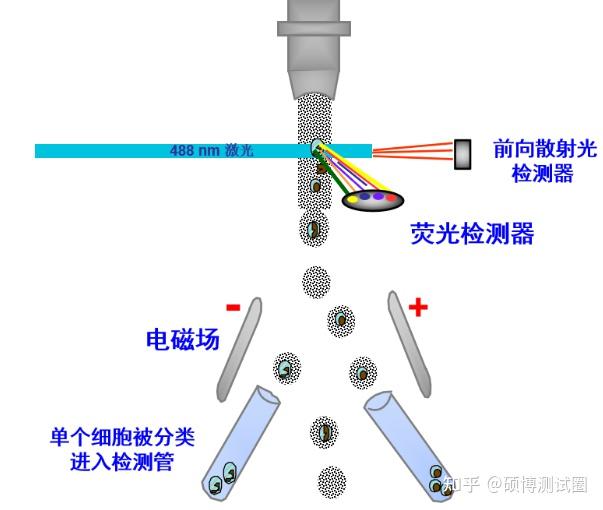 488 nm 激光
前向散射光
检测器
荧光检测器
-
+
电磁场
单个细胞被分类
进入检测管
知乎 @硕博测试圈